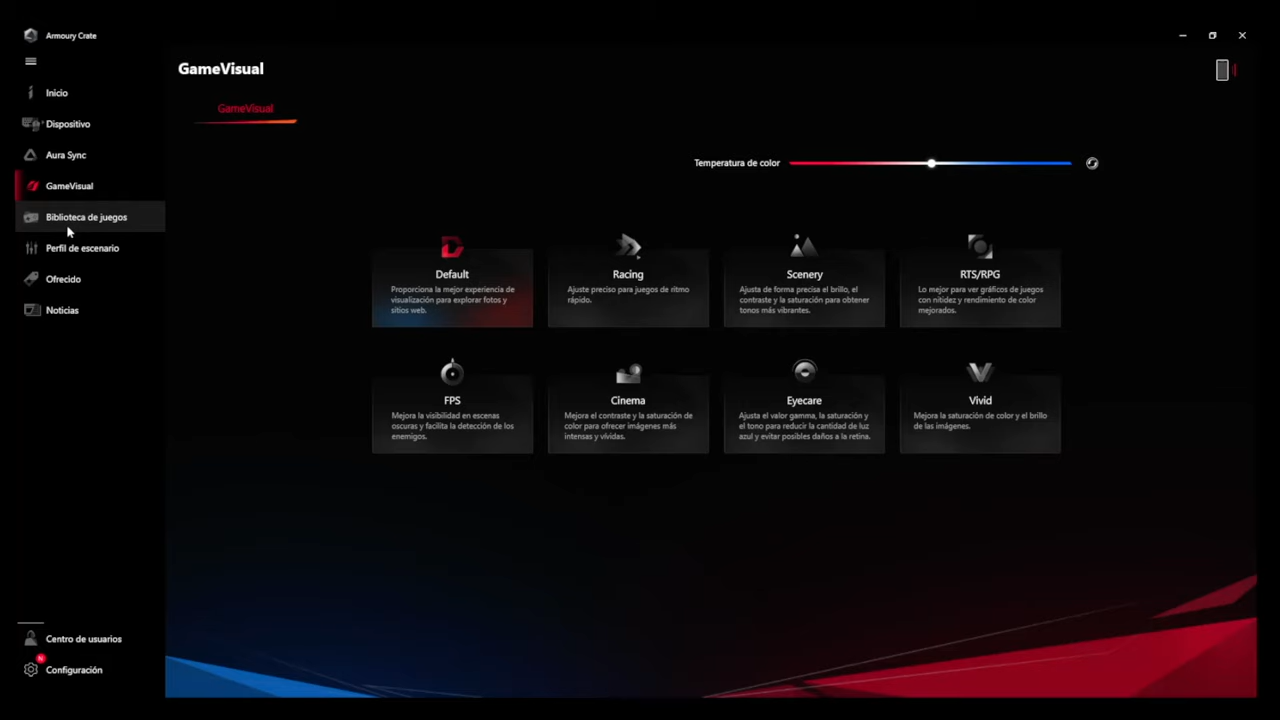 Armoury Crate
Inicio
Dispositivo
Aura Sync
GameVisual
Biblioteca de juegos
Perfil de escenario
Ofrecido
Noticias
Centro de usuarios
N
Configuración
GameVisual
GameVisual
Temperatura de color
Default
Proporciona la mejor experiencia de
visualización para explorar fotos y
sitios web.
Racing
Ajuste preciso para juegos de ritmo
rápido.
Scenery
Ajusta de forma precisa el brillo, el
contraste y la saturación para obtener
tonos más vibrantes.
RTS/RPG
Lo mejor para ver gráficos de juegos
con nitidez y rendimiento de color
mejorados.
FPS
Mejora la visibilidad en escenas
oscuras y facilita la detección de los
enemigos.
Cinema
Mejora el contraste y la saturación de
color para ofrecer imágenes más
intensas y vívidas.
Eyecare
Ajusta el valor gamma, la saturación y
el tono para reducir la cantidad de luz
azul y evitar posibles daños a la retina.
Vivid
Mejora la saturación de color y el brillo
de las imágenes.